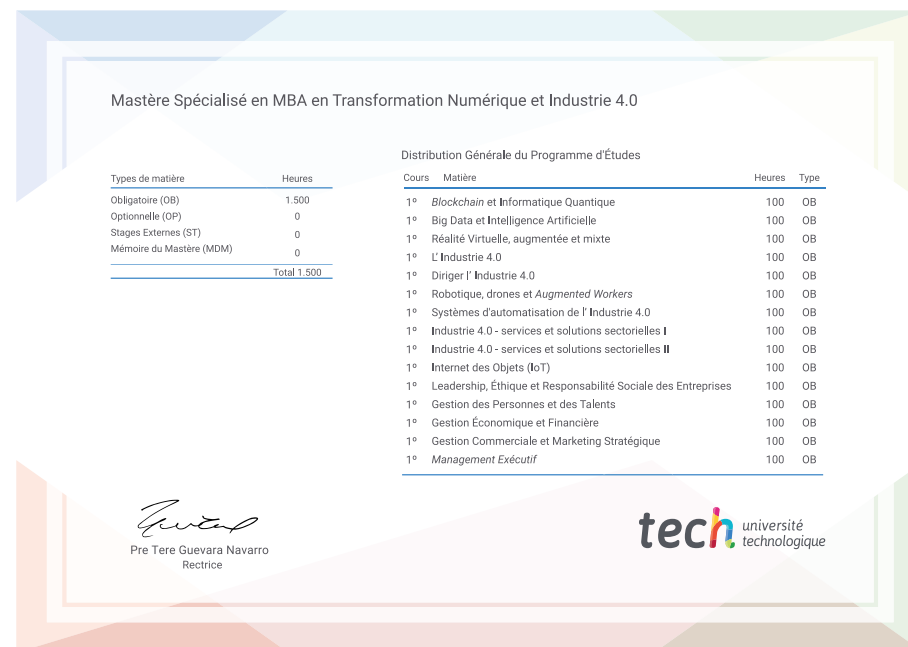 Mastère Spécialisé en MBA en Transformation Numérique et Industrie 4.0
Types de matière Heures
Obligatoire (OB) 1.500
Optionnelle (OP) 0
Stages Externes (ST) 0
Mémoire du Mastère (MDM) 0
Total 1.500
Distribution Générale du Programme d'Études
Cours Matière Heures Type
1º Blockchain et Informatique Quantique 100 OB
1º Big Data et Intelligence Artificielle 100 OB
1º Réalité Virtuelle, augmentée et mixte 100 OB
1º L' Industrie 4.0 100 OB
1º Diriger l' Industrie 4.0 100 OB
1º Robotique, drones et Augmented Workers 100 OB
1º Systèmes d'automatisation de l' Industrie 4.0 100 OB
1º Industrie 4.0 - services et solutions sectorielles I 100 OB
1º Industrie 4.0 - services et solutions sectorielles II 100 OB
1º Internet des Objets (IoT) 100 OB
1º Leadership, Éthique et Responsabilité Sociale des Entreprises 100 OB
1º Gestion des Personnes et des Talents 100 OB
1º Gestion Économique et Financière 100 OB
1º Gestion Commerciale et Marketing Stratégique 100 OB
1º Management Exécutif 100 OB
Pre Tere Guevara Navarro
Rectrice
tech université
technologique